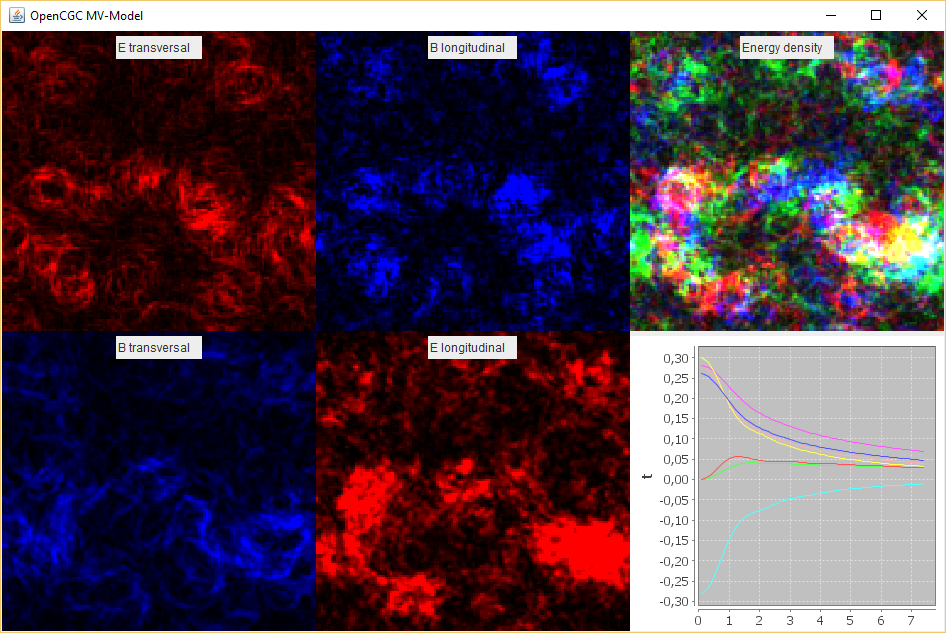 OpenCGC MV-Model
E transversal
B longitudinal
Energy density
B transversal
E longitudinal
0,30
0,25
0,20
0,15
0,10
0,05
0,00
-0,05
-0,10
-0,15
-0,20
-0,25
-0,30
t
0 1 2 3 4 5 6 7